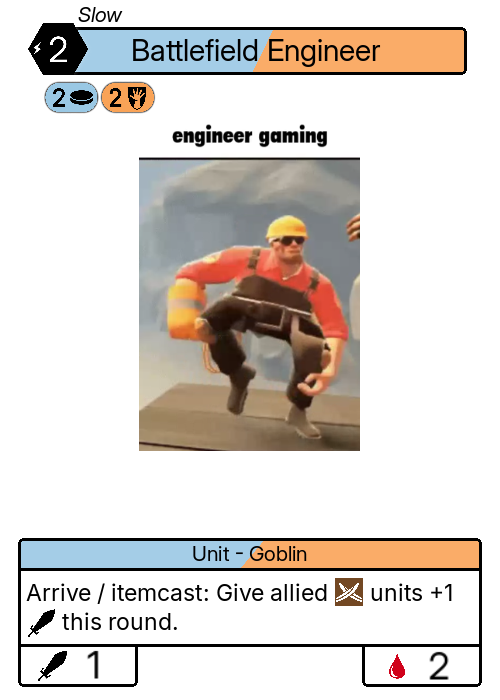 Slow
2 Battlefield Engineer
2 2
engineer gaming
Unit - Goblin
Arrive / itemcast: Give allied units +1
this round.
1 2